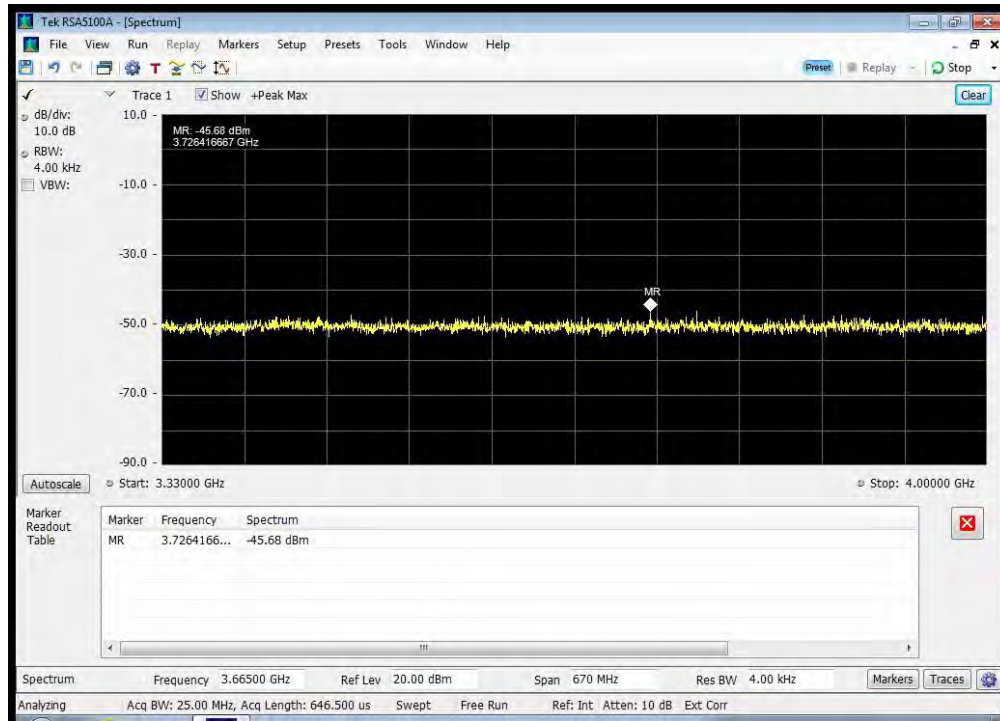 Tek RSA5100A - [Spectrum]
File View Run Replay Markers Setup Presets Tools Window Help
T
Preset Replay Stop
Trace 1 Show +Peak Max Clear
dB/div:
10.0 dB
RBW:
4.00 kHz
VBW:
10.0
-10.0
-30.0
-50.0
-70.0
-90.0
MR: -45.68 dBm
3.726416667 GHz
MR
Autoscale Start: 3.33000 GHz Stop: 4.00000 GHz
Marker
Readout
Table
Marker Frequency Spectrum
MR 3.7264166... -45.68 dBm
Spectrum Frequency 3.66500 GHz Ref Lev 20.00 dBm Span 670 MHz Res BW 4.00 kHz Markers Traces
Analyzing Acq BW: 25.00 MHz, Acq Length: 646.500 us Swept Free Run Ref: Int Atten: 10 dB Ext Corr